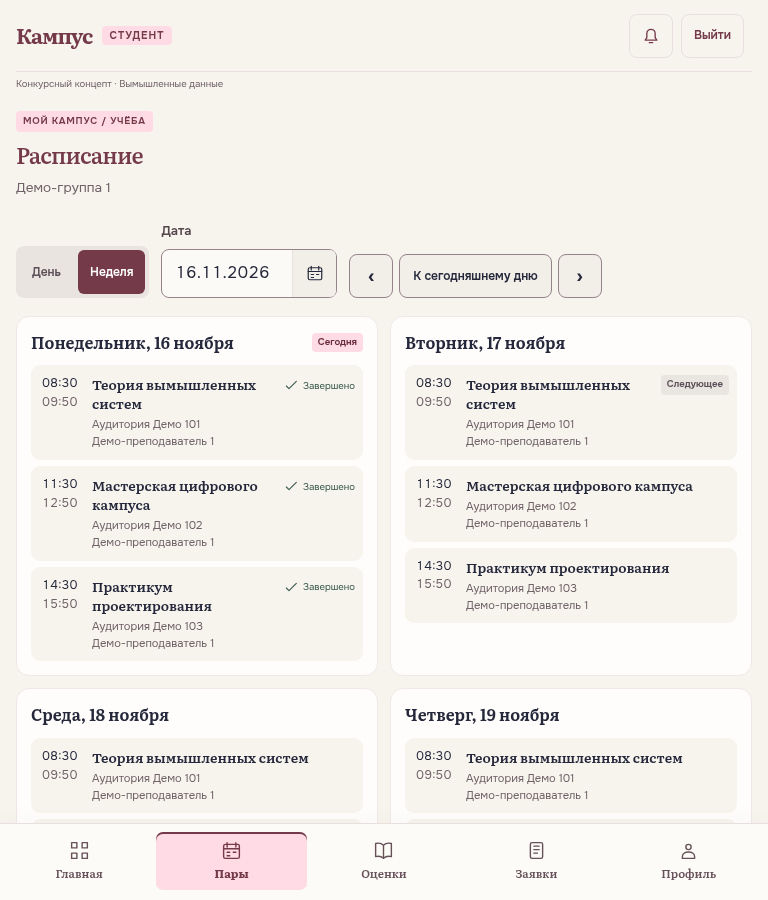 Кампус СТУДЕНТ
Выйти
Конкурсный концепт · Вымышленные данные
МОЙ КАМПУС / УЧЁБА
Расписание
Демо-группа 1
Дата
День Неделя 16.11.2026 ‹ К сегодняшнему дню ›
Понедельник, 16 ноября Сегодня
08:30 Теория вымышленных Завершено
09:50 систем
Аудитория Демо 101
Демо-преподаватель 1
11:30 Мастерская цифрового Завершено
12:50 кампуса
Аудитория Демо 102
Демо-преподаватель 1
14:30 Практикум Завершено
15:50 проектирования
Аудитория Демо 103
Демо-преподаватель 1
Вторник, 17 ноября
08:30 Теория вымышленных Следующее
09:50 систем
Аудитория Демо 101
Демо-преподаватель 1
11:30 Мастерская цифрового кампуса
12:50 Аудитория Демо 102
Демо-преподаватель 1
14:30 Практикум проектирования
15:50 Аудитория Демо 103
Демо-преподаватель 1
Среда, 18 ноября
08:30 Теория вымышленных систем
09:50 Аудитория Демо 101
Демо-преподаватель 1
Четверг, 19 ноября
08:30 Теория вымышленных систем
09:50 Аудитория Демо 101
Демо-преподаватель 1
Главная Пары Оценки Заявки Профиль